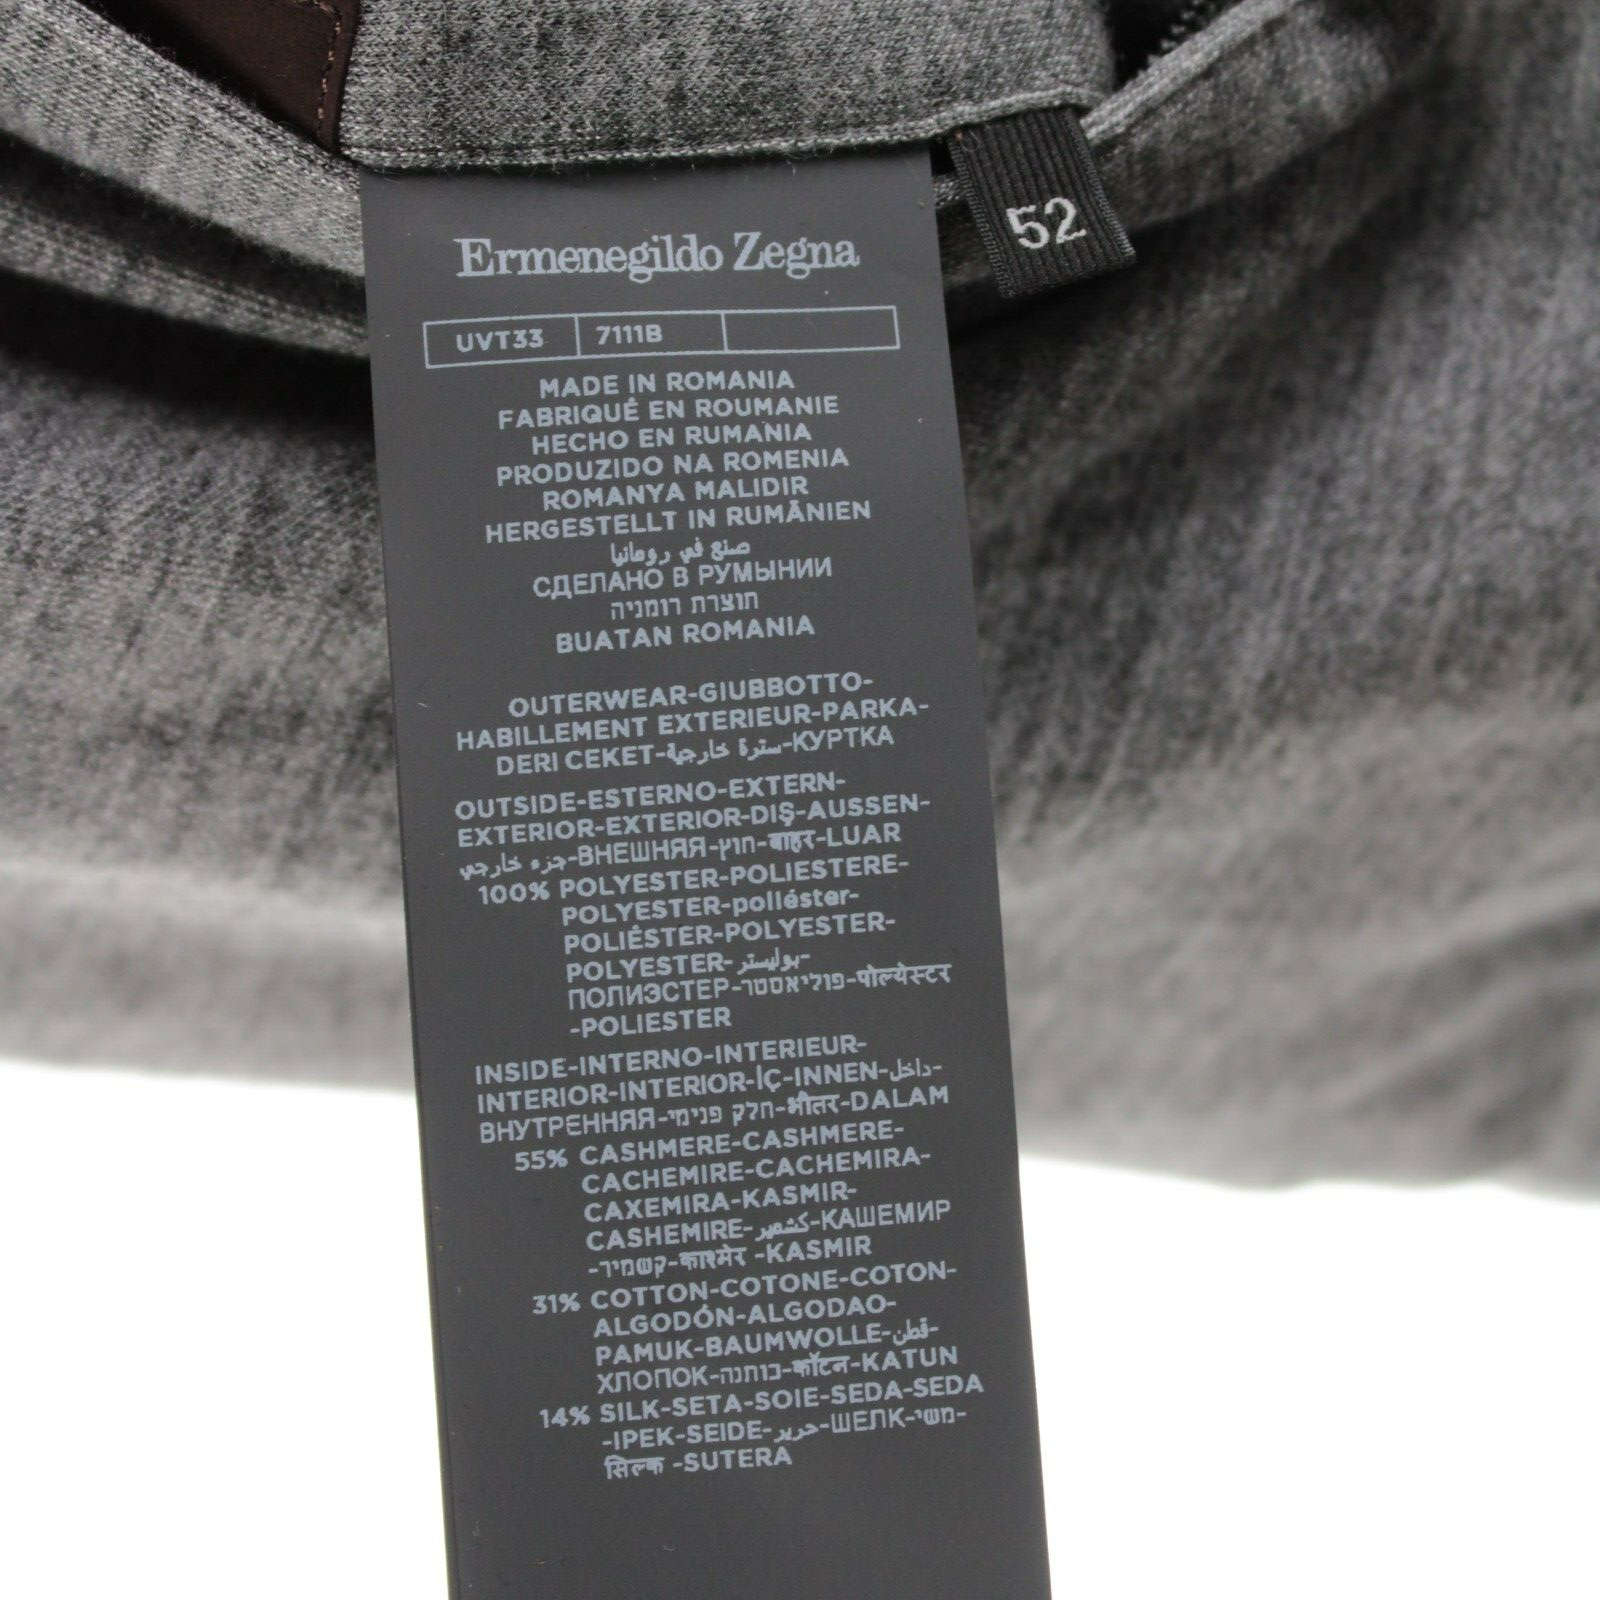 Ermenegildo Zegna
52
UVT33 7111B
MADE IN ROMANIA
FABRIQUÉ EN ROUMANIE
HECHO EN RUMANIA
PRODUZIDO NA ROMENIA
ROMANYA MALIDIR
HERGESTELLT IN RUMÄNIEN
صنع في رومانيا
СДЕЛАНО В РУМЫНИИ
תוצרת רומניה
BUATAN ROMANIA
OUTERWEAR-GIUBBOTTO-
HABILLEMENT EXTERIEUR-PARKA-
DERI CEKET-سترة خارجية-КУРТКА
OUTSIDE-ESTERNO-EXTERN-
EXTERIOR-EXTERIOR-DIŞ-AUSSEN-
جزء خارجي-ВНЕШНЯЯ-חוץ-बाहर-LUAR
100% POLYESTER-POLIESTERE-
POLYESTER-poliéster-
POLIÉSTER-POLYESTER-
POLYESTER-بوليستر-
ПОЛИЭСТЕР-פוליאסטר-पोल्येस्टर
-POLIESTER
INSIDE-INTERNO-INTERIEUR-
INTERIOR-INTERIOR-İÇ-INNEN-داخل-
ВНУТРЕННЯЯ-חלק פנימי-भीतर-DALAM
55% CASHMERE-CASHMERE-
CACHEMIRE-CACHEMIRA-
CAXEMIRA-KASMIR-
CASHEMIRE-كشمير-КАШЕМИР
-קשמיר-काश्मेर -KASMIR
31% COTTON-COTONE-COTON-
ALGODÓN-ALGODAO-
PAMUK-BAUMWOLLE-قطن-
ХЛОПОК-כותנה-कॉटन-KATUN
14% SILK-SETA-SOIE-SEDA-SEDA
-IPEK-SEIDE-حرير-ШЕЛК-משי-
सिल्क -SUTERA